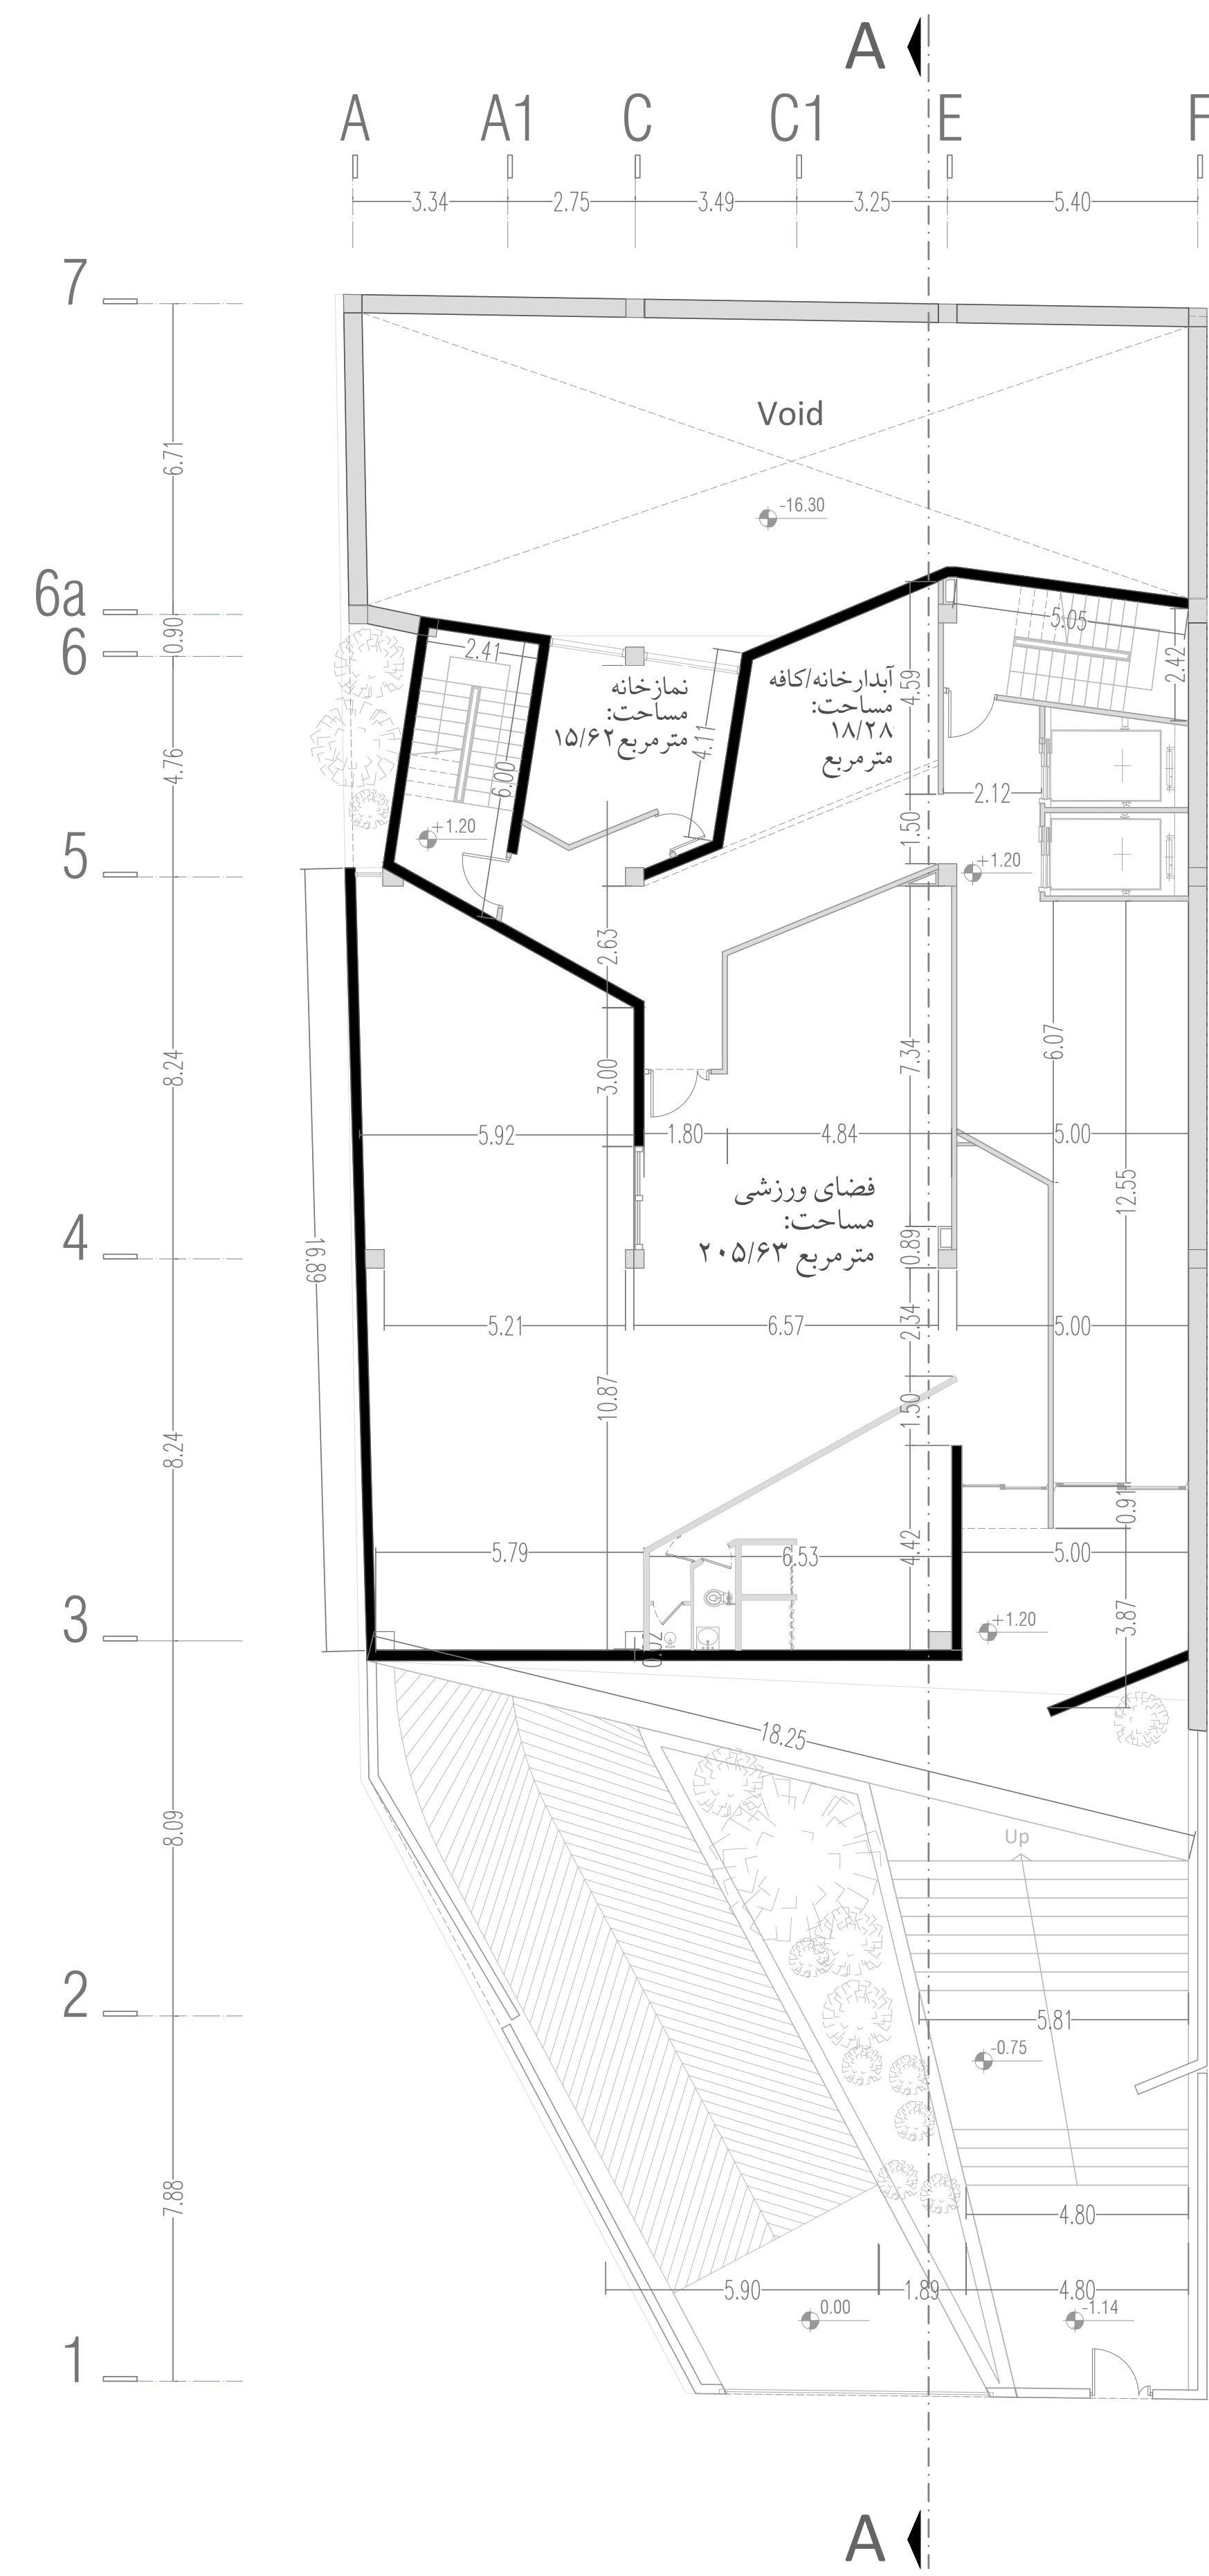 A
A A1 C C1 E F
3.34 2.75 3.49 3.25 5.40
7
6.71
Void
-16.30
6a
0.90
6
2.41
5.05
2.42
4.59
نمازخانه
مساحت:
۱۵/۶۲ مترمربع
آبدارخانه/کافه
مساحت:
۱۸/۲۸
مترمربع
4.11
4.76
6.00
2.12
+1.20
1.50
+1.20
5
2.63
8.24
3.00
7.34
6.07
5.92 1.80 4.84 5.00
12.55
فضای ورزشی
مساحت:
۲۰۵/۶۳ مترمربع
4
16.89
0.89
5.21 6.57 5.00
2.34
10.87
1.50
8.24
0.91
4.42
5.79 6.53 5.00
3
+1.20
3.87
0.02
18.25
8.09
Up
2
5.81
-0.75
7.88
4.80
5.90 1.89 4.80
0.00
-1.14
1
A